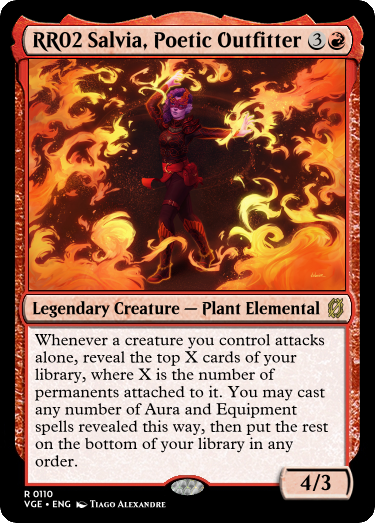 RR02 Salvia, Poetic Outfitter 3
Legendary Creature — Plant Elemental
Whenever a creature you control attacks
alone, reveal the top X cards of your
library, where X is the number of
permanents attached to it. You may cast
any number of Aura and Equipment
spells revealed this way, then put the rest
on the bottom of your library in any
order.
4/3
R 0110
VGE • ENG Tiago Alexandre